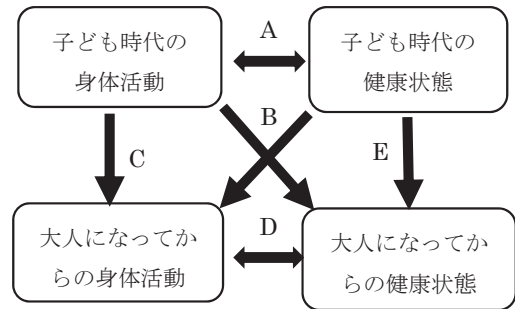 子ども時代の
身体活動
A
子ども時代の
健康状態
B
C
E
大人になってか
らの身体活動
D
大人になってか
らの健康状態